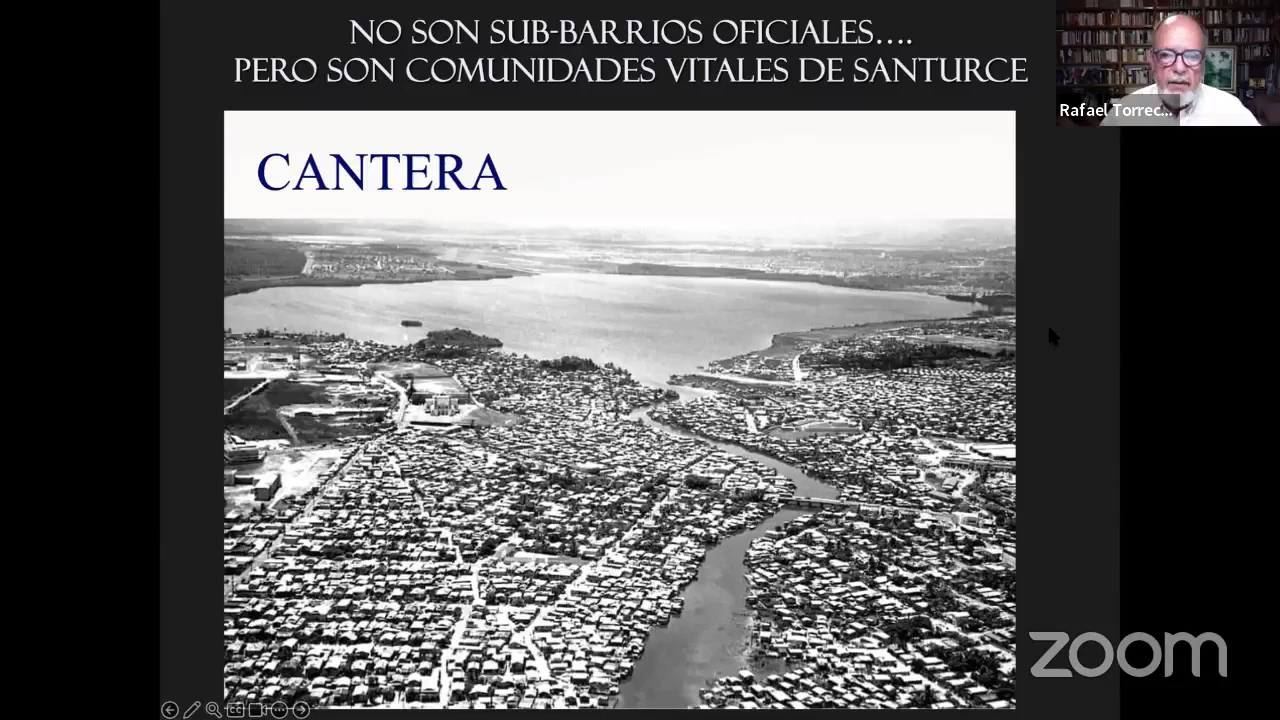 NO SON SUB-BARRIOS OFICIALES....
PERO SON COMUNIDADES VITALES DE SANTURCE
Rafael Torrec...
CANTERA
zoom